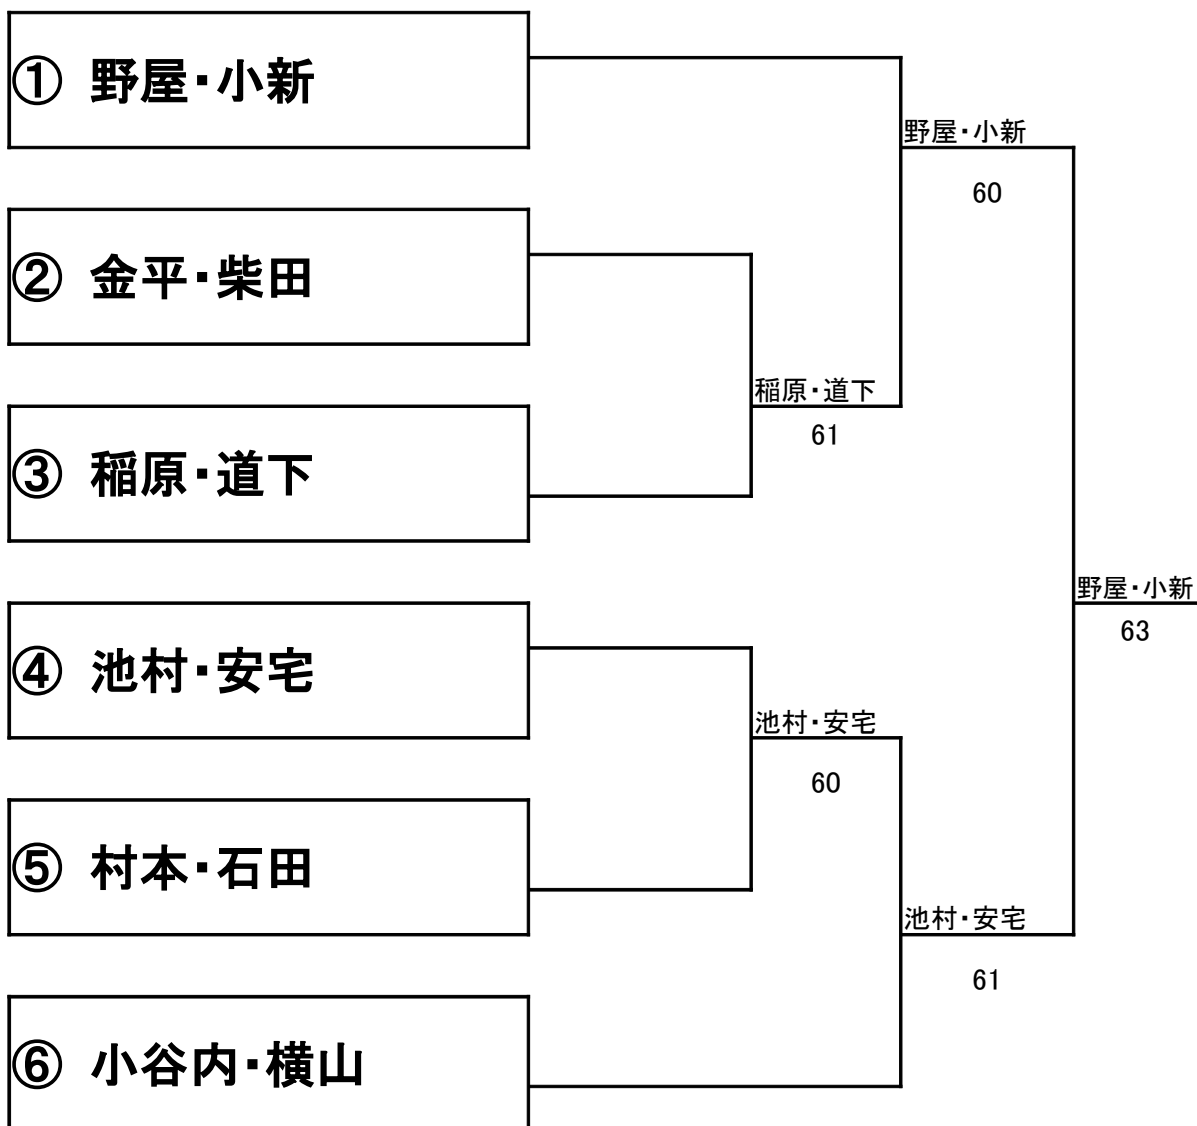 ① 野屋・小新
野屋・小新
60
② 金平・柴田
稲原・道下
61
③ 稲原・道下
野屋・小新
63
④ 池村・安宅
池村・安宅
60
⑤ 村本・石田
池村・安宅
61
⑥ 小谷内・横山